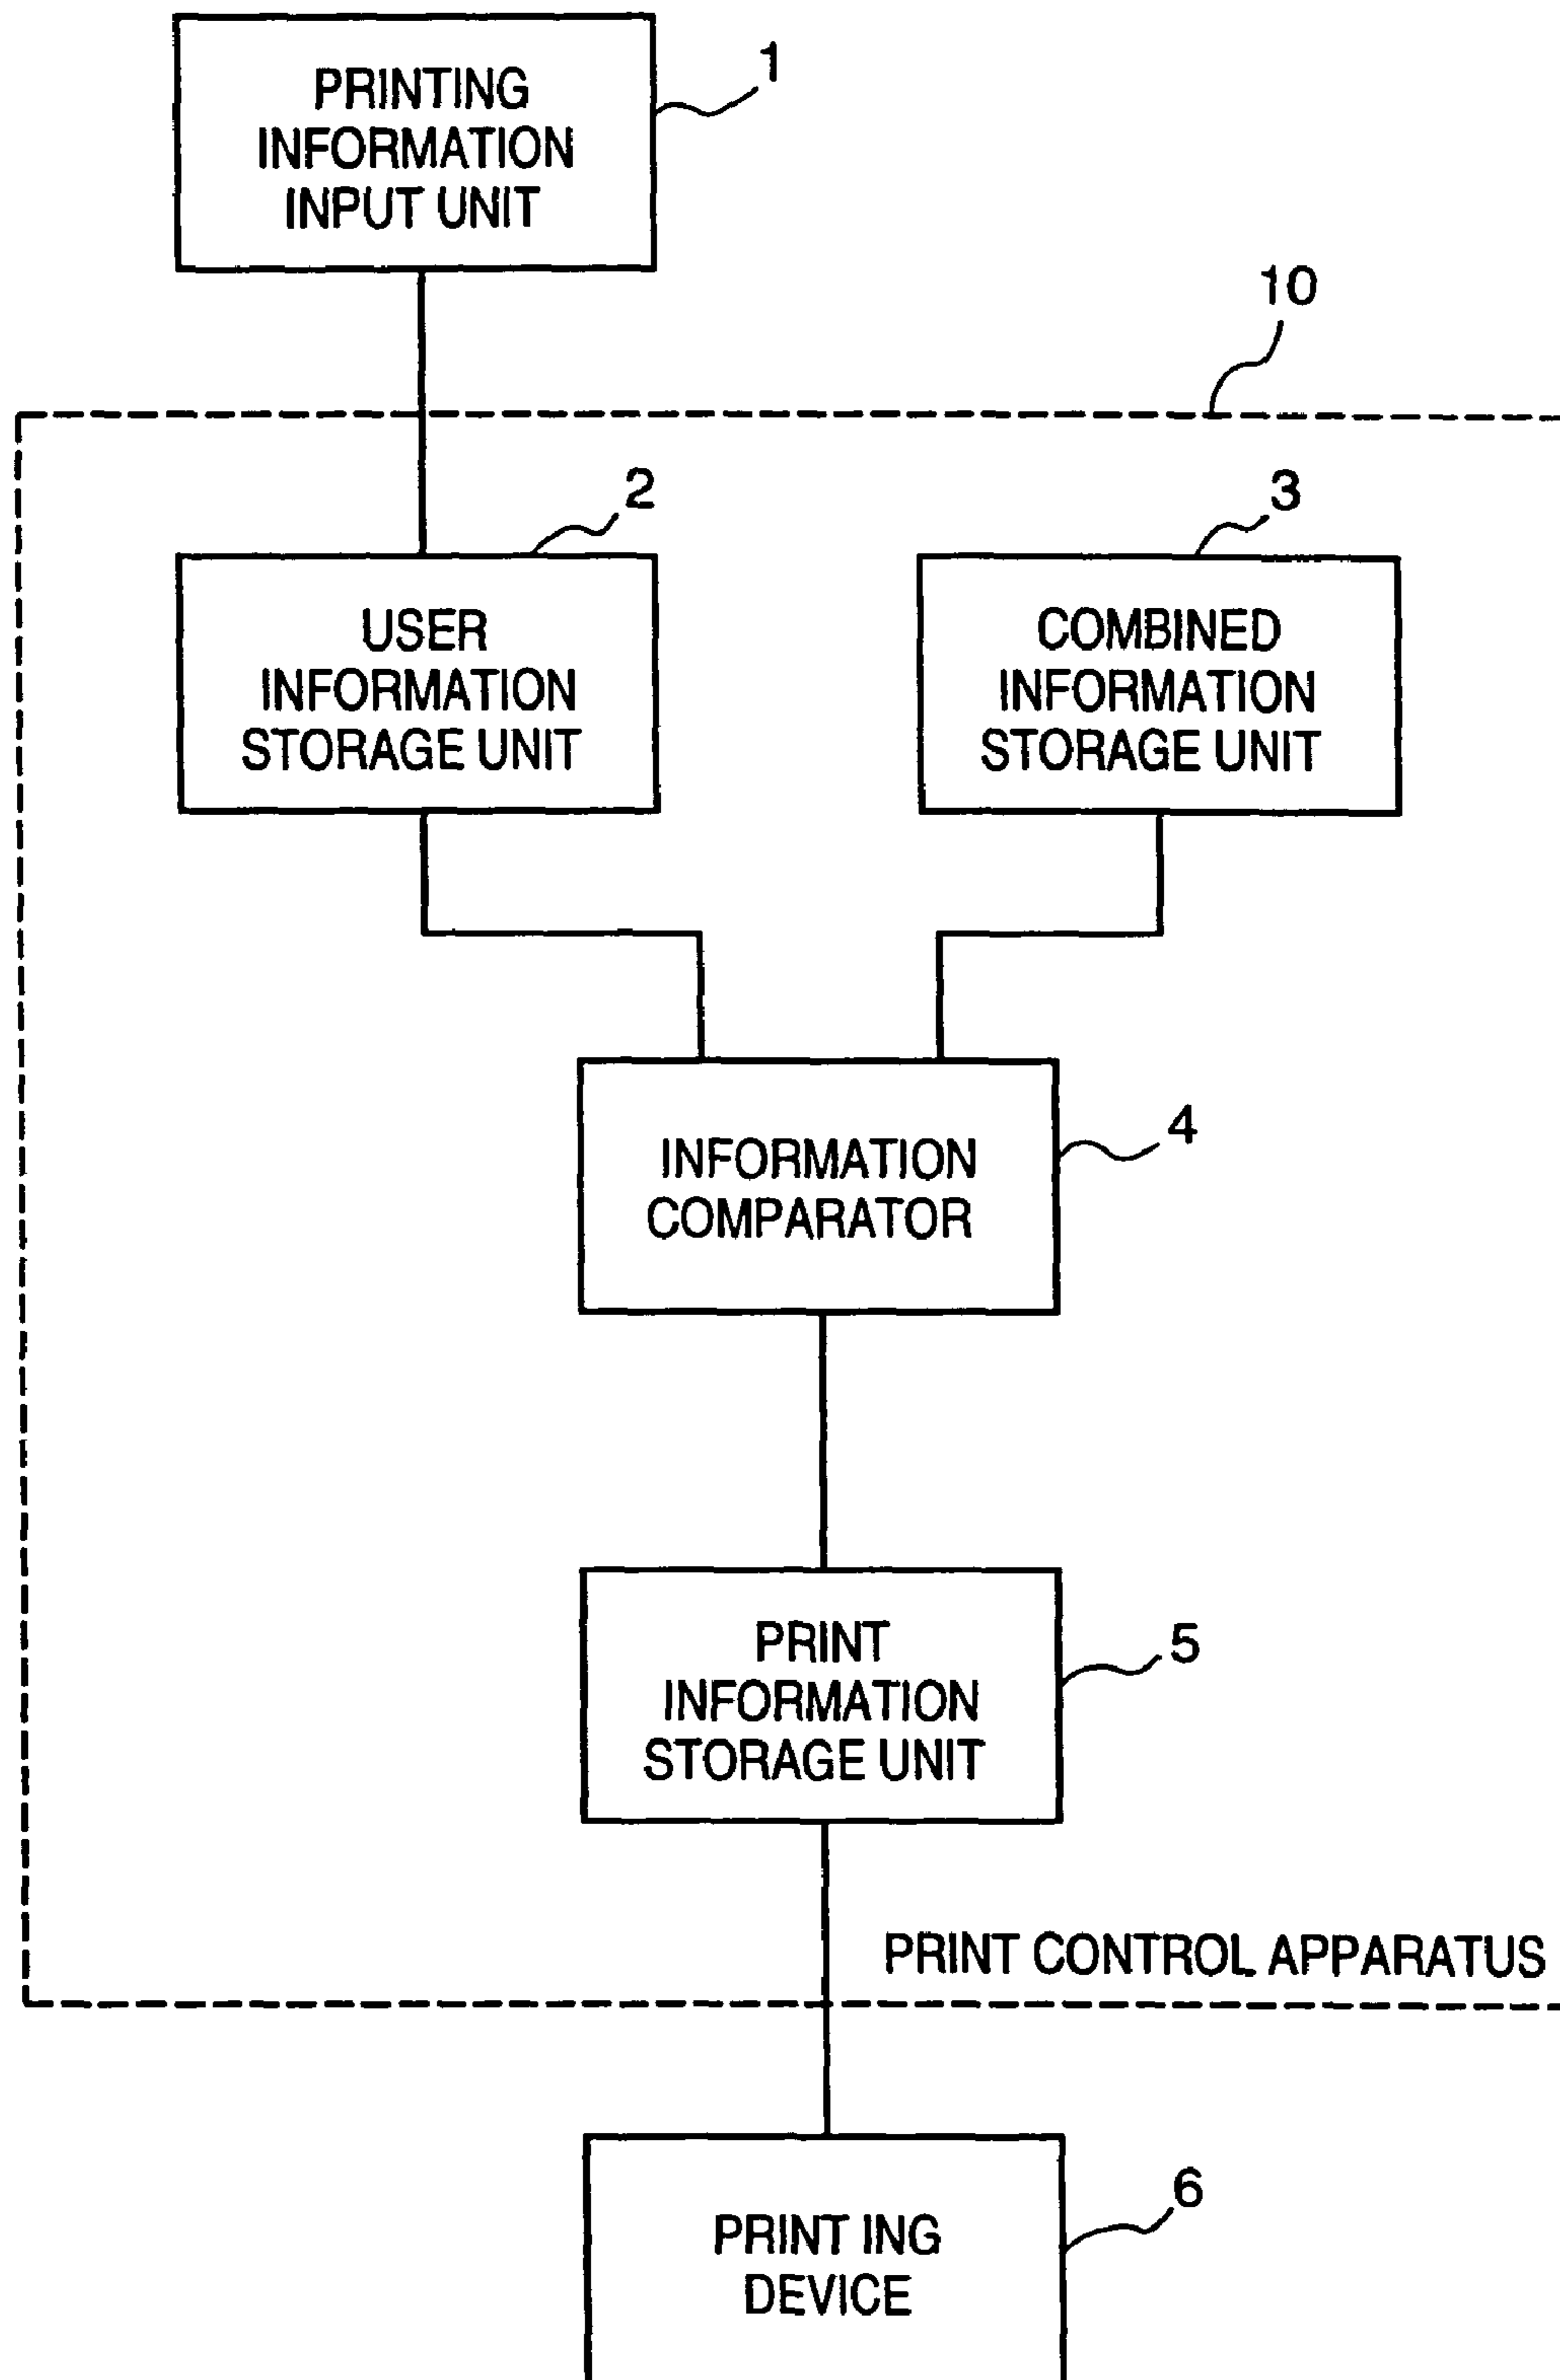 PRINTING
INFORMATION
INPUT UNIT
1
10
2
3
USER
INFORMATION
STORAGE UNIT
COMBINED
INFORMATION
STORAGE UNIT
INFORMATION
COMPARATOR
4
PRINT
INFORMATION
STORAGE UNIT
5
PRINT CONTROL APPARATUS
PRINT ING
DEVICE
6